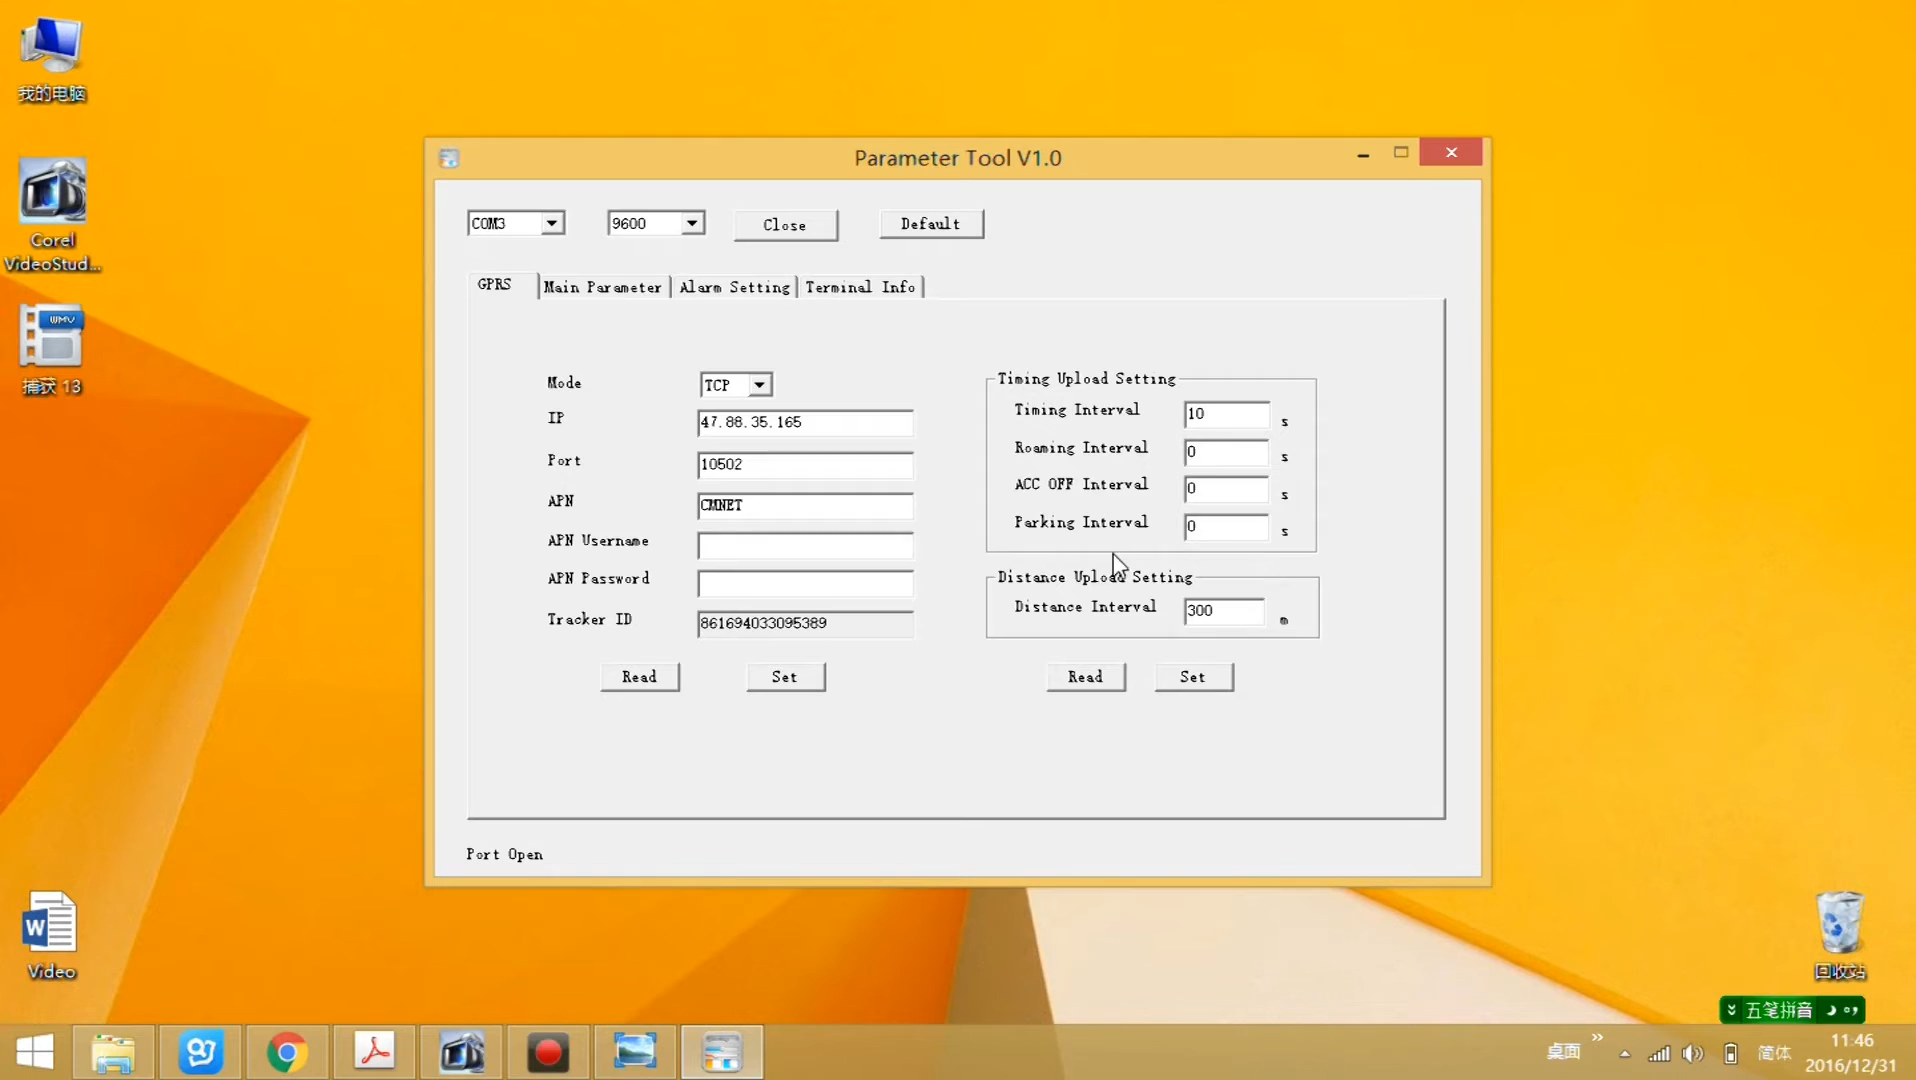 我的电脑
Corel
VideoStud...
WMV
捕获 13
W
Video
回收站
Parameter Tool V1.0
COM3
9600
Close
Default
GPRS
Main Parameter
Alarm Setting
Terminal Info
Mode
TCP
IP
47.88.35.165
Port
10502
APN
CMNET
APN Username
APN Password
Tracker ID
861694033095389
Read
Set
Timing Upload Setting
Timing Interval
10
s
Roaming Interval
0
s
ACC OFF Interval
0
s
Parking Interval
0
s
Distance Upload Setting
Distance Interval
300
m
Read
Set
Port Open
五笔拼音
桌面
简体
11:46
2016/12/31